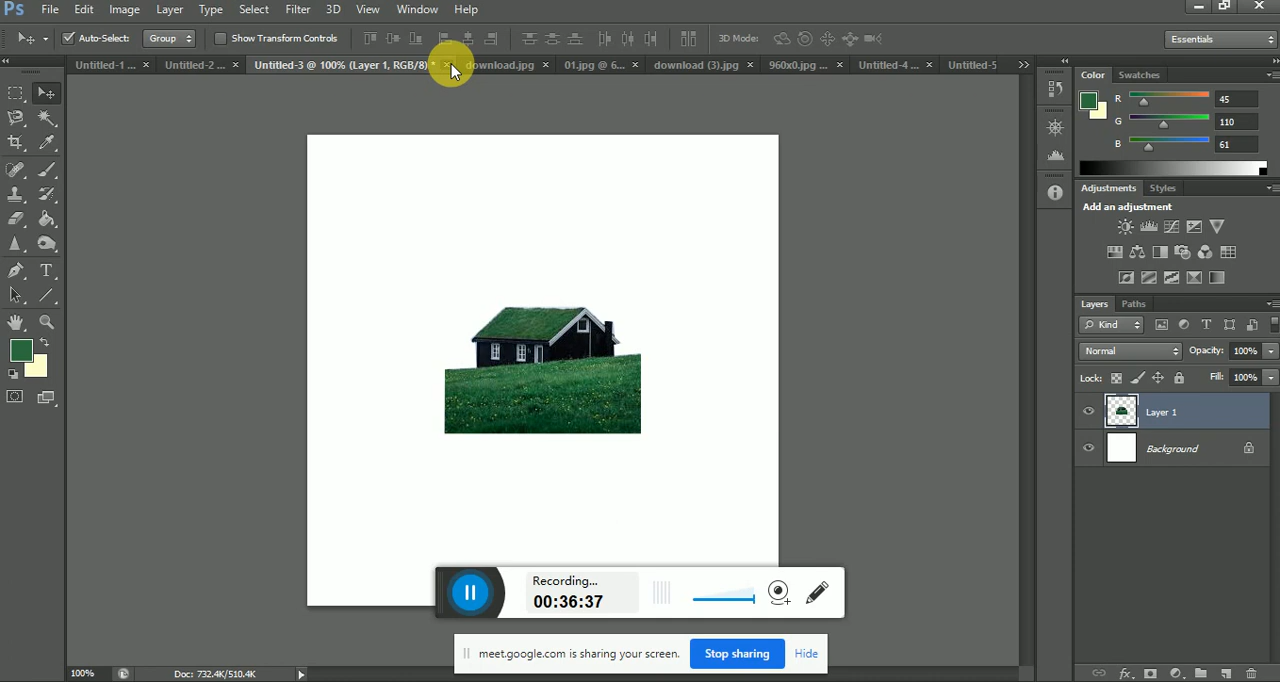 Ps File Edit Image Layer Type Select Filter 3D View Window Help
Auto-Select: Group Show Transform Controls 3D Mode: Essentials
Untitled-1 ... × Untitled-2 ... × Untitled-3 @ 100% (Layer 1, RGB/8) * × download.jpg × 01.jpg @ 6... × download (3).jpg × 960x0.jpg ... × Untitled-4 ... × Untitled-5 >>
Color Swatches
R 45
G 110
B 61
Adjustments Styles
Add an adjustment
Layers Paths
Kind
Normal Opacity: 100%
Lock: Fill: 100%
Layer 1
Background
Recording...
00:36:37
meet.google.com is sharing your screen. Stop sharing Hide
100% Doc: 732.4K/510.4K